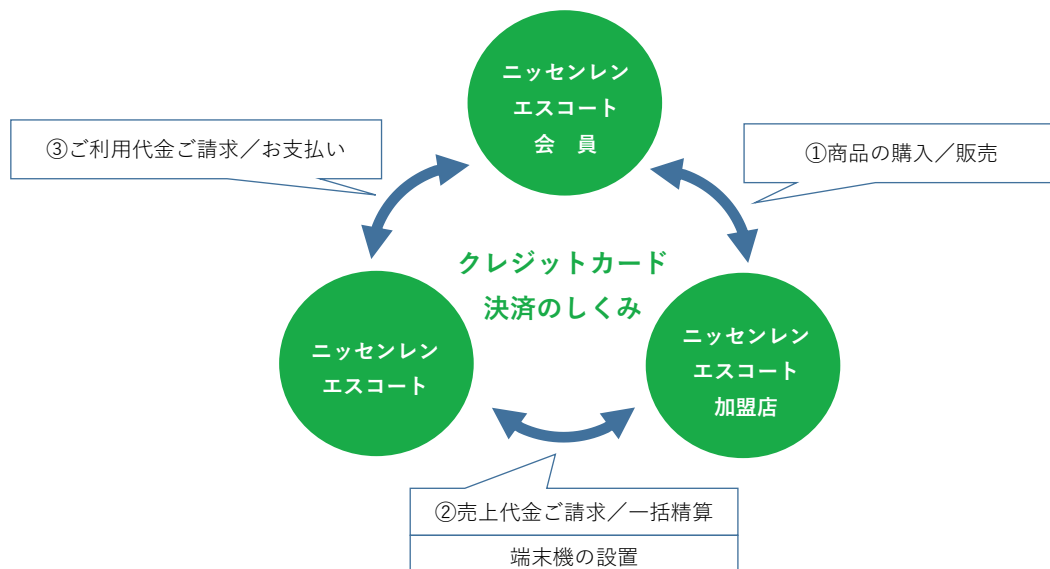 ニッセンレン
エスコート
会　員
③ご利用代金ご請求／お支払い
①商品の購入／販売
クレジットカード
決済のしくみ
ニッセンレン
エスコート
ニッセンレン
エスコート
加盟店
②売上代金ご請求／一括精算
端末機の設置